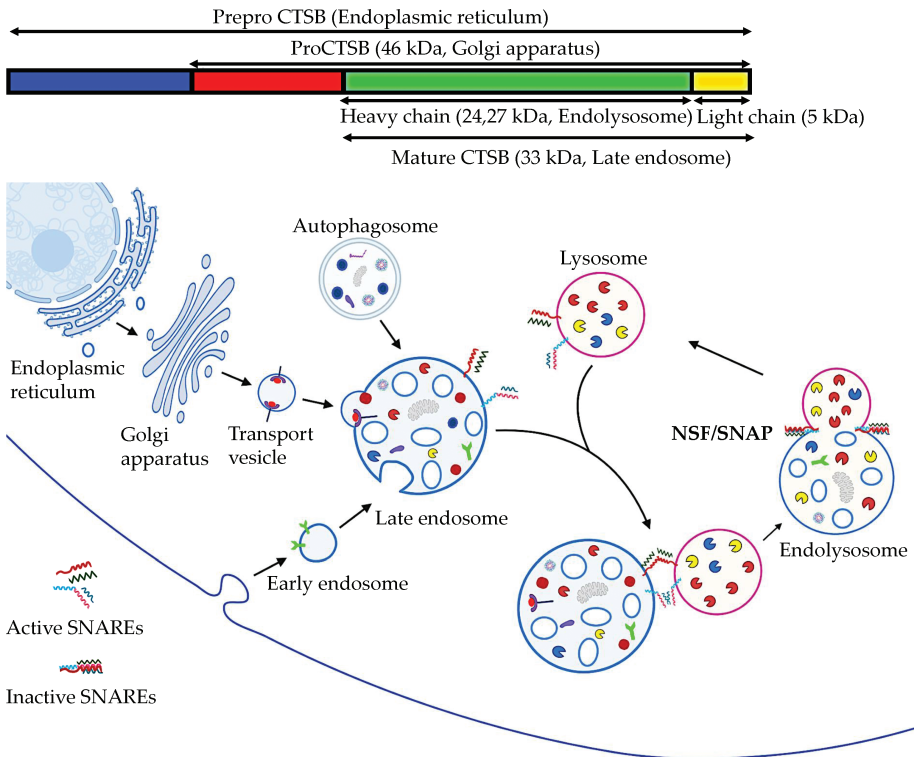 Prepro CTSB (Endoplasmic reticulum)
ProCTSB (46 kDa, Golgi apparatus)
Heavy chain (24,27 kDa, Endolysosome)
Light chain (5 kDa)
Mature CTSB (33 kDa, Late endosome)
Autophagosome
Lysosome
Endoplasmic
reticulum
Golgi
apparatus
Transport
vesicle
NSF/SNAP
Late endosome
Early endosome
Endolysosome
Active SNAREs
Inactive SNAREs